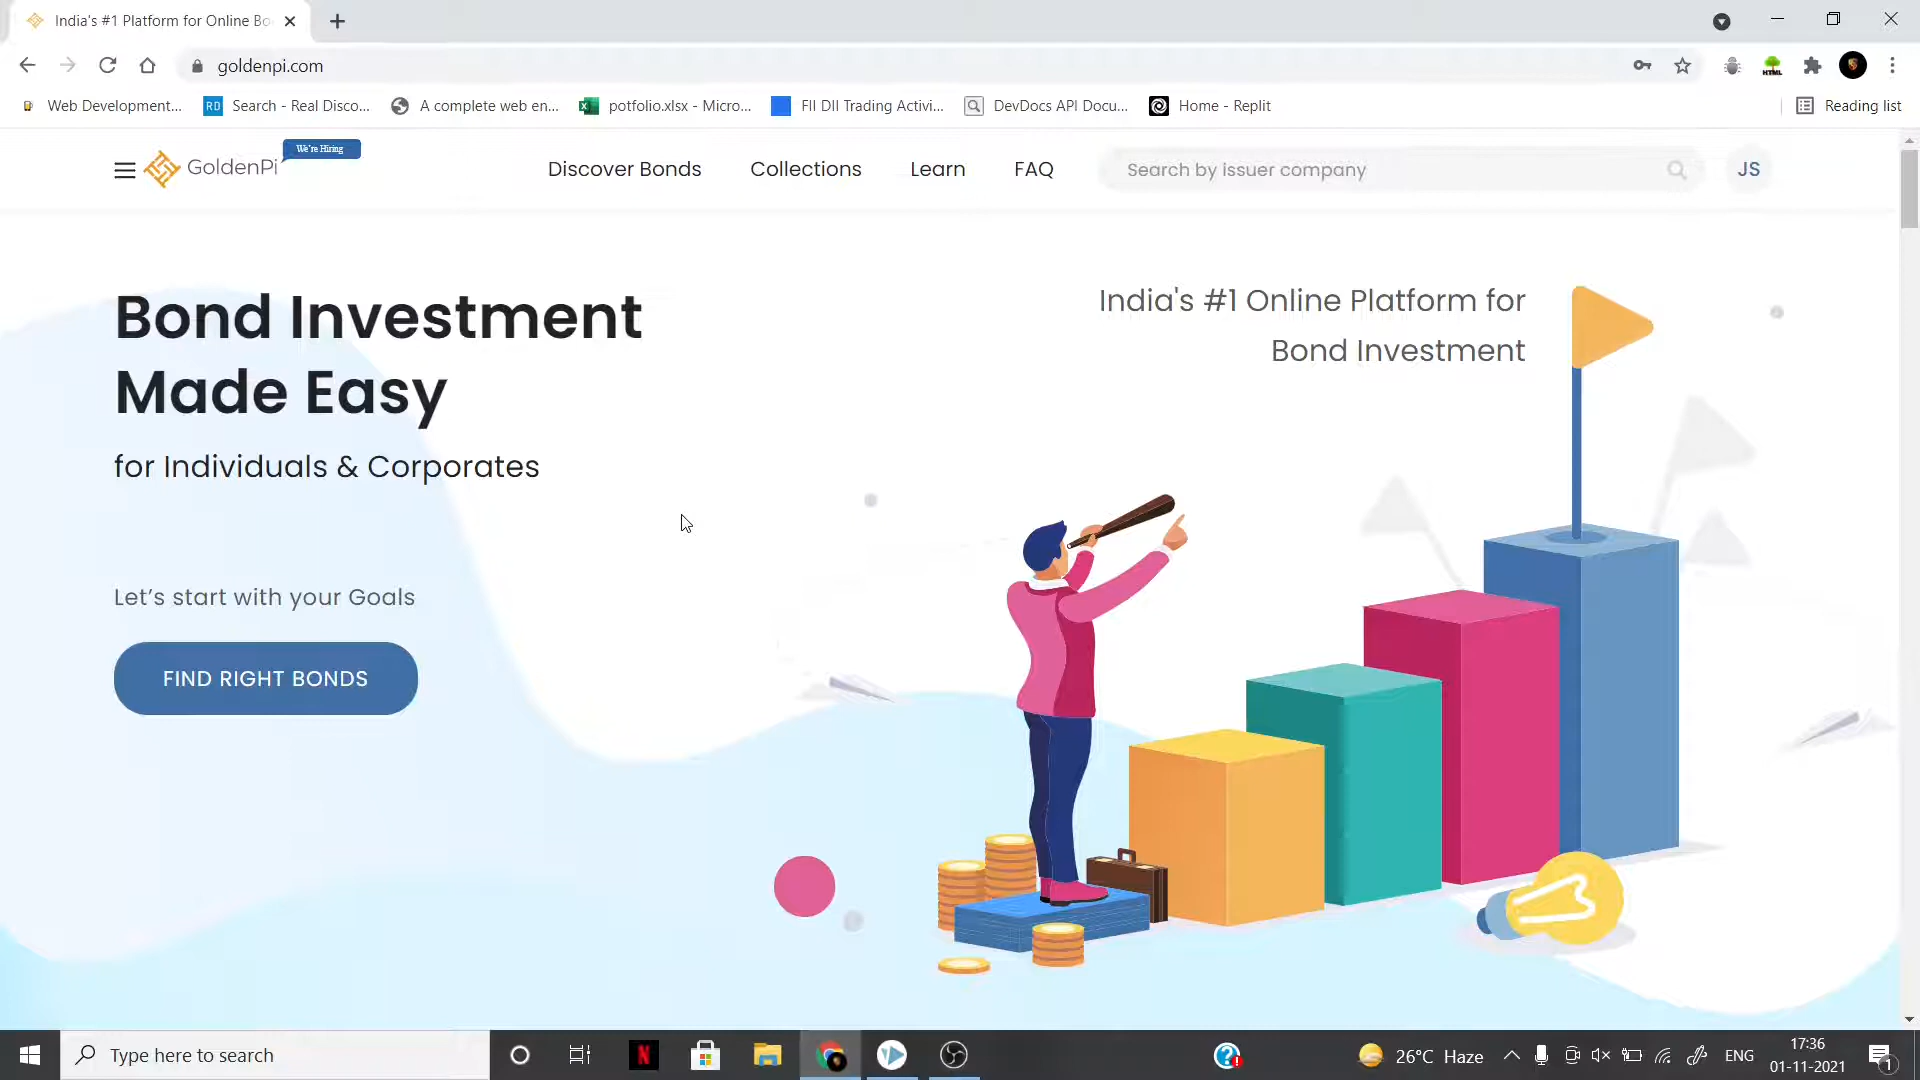 India's #1 Platform for Online Bo
goldenpi.com
Web Development...
RD Search - Real Disco...
A complete web en...
potfolio.xlsx - Micro...
FII DII Trading Activi...
DevDocs API Docu...
Home - Replit
Reading list
GoldenPi
We're Hiring
Discover Bonds
Collections
Learn
FAQ
Search by issuer company
JS
Bond Investment
Made Easy
for Individuals & Corporates
India's #1 Online Platform for
Bond Investment
Let's start with your Goals
FIND RIGHT BONDS
Type here to search
26°C Haze
ENG
17:36
01-11-2021
1